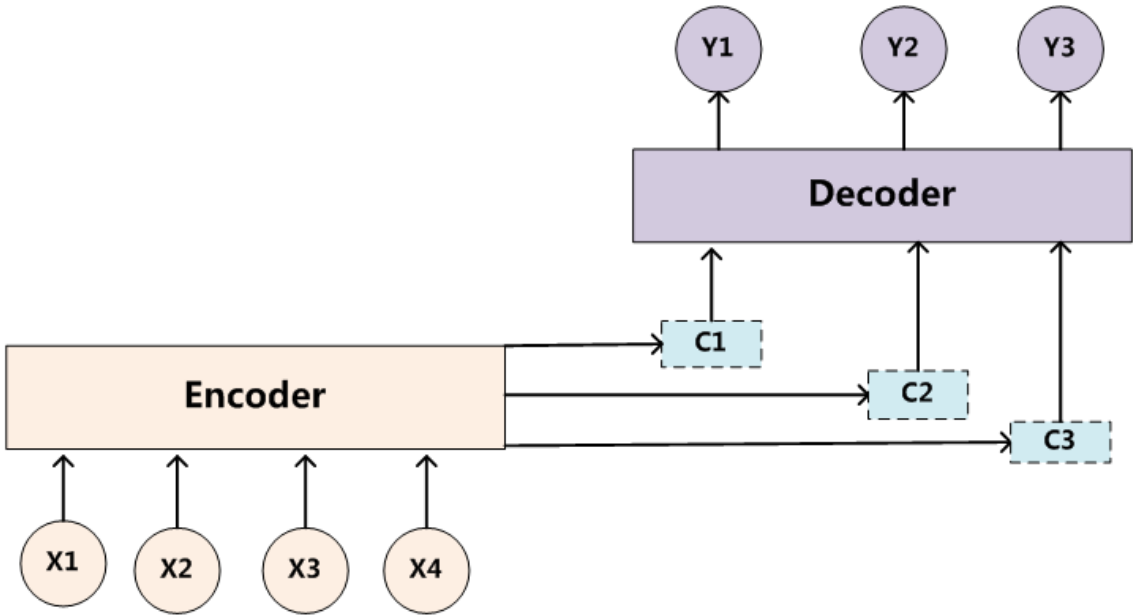 Y1 Y2 Y3
Decoder
C1
Encoder
C2
C3
X1 X2 X3 X4